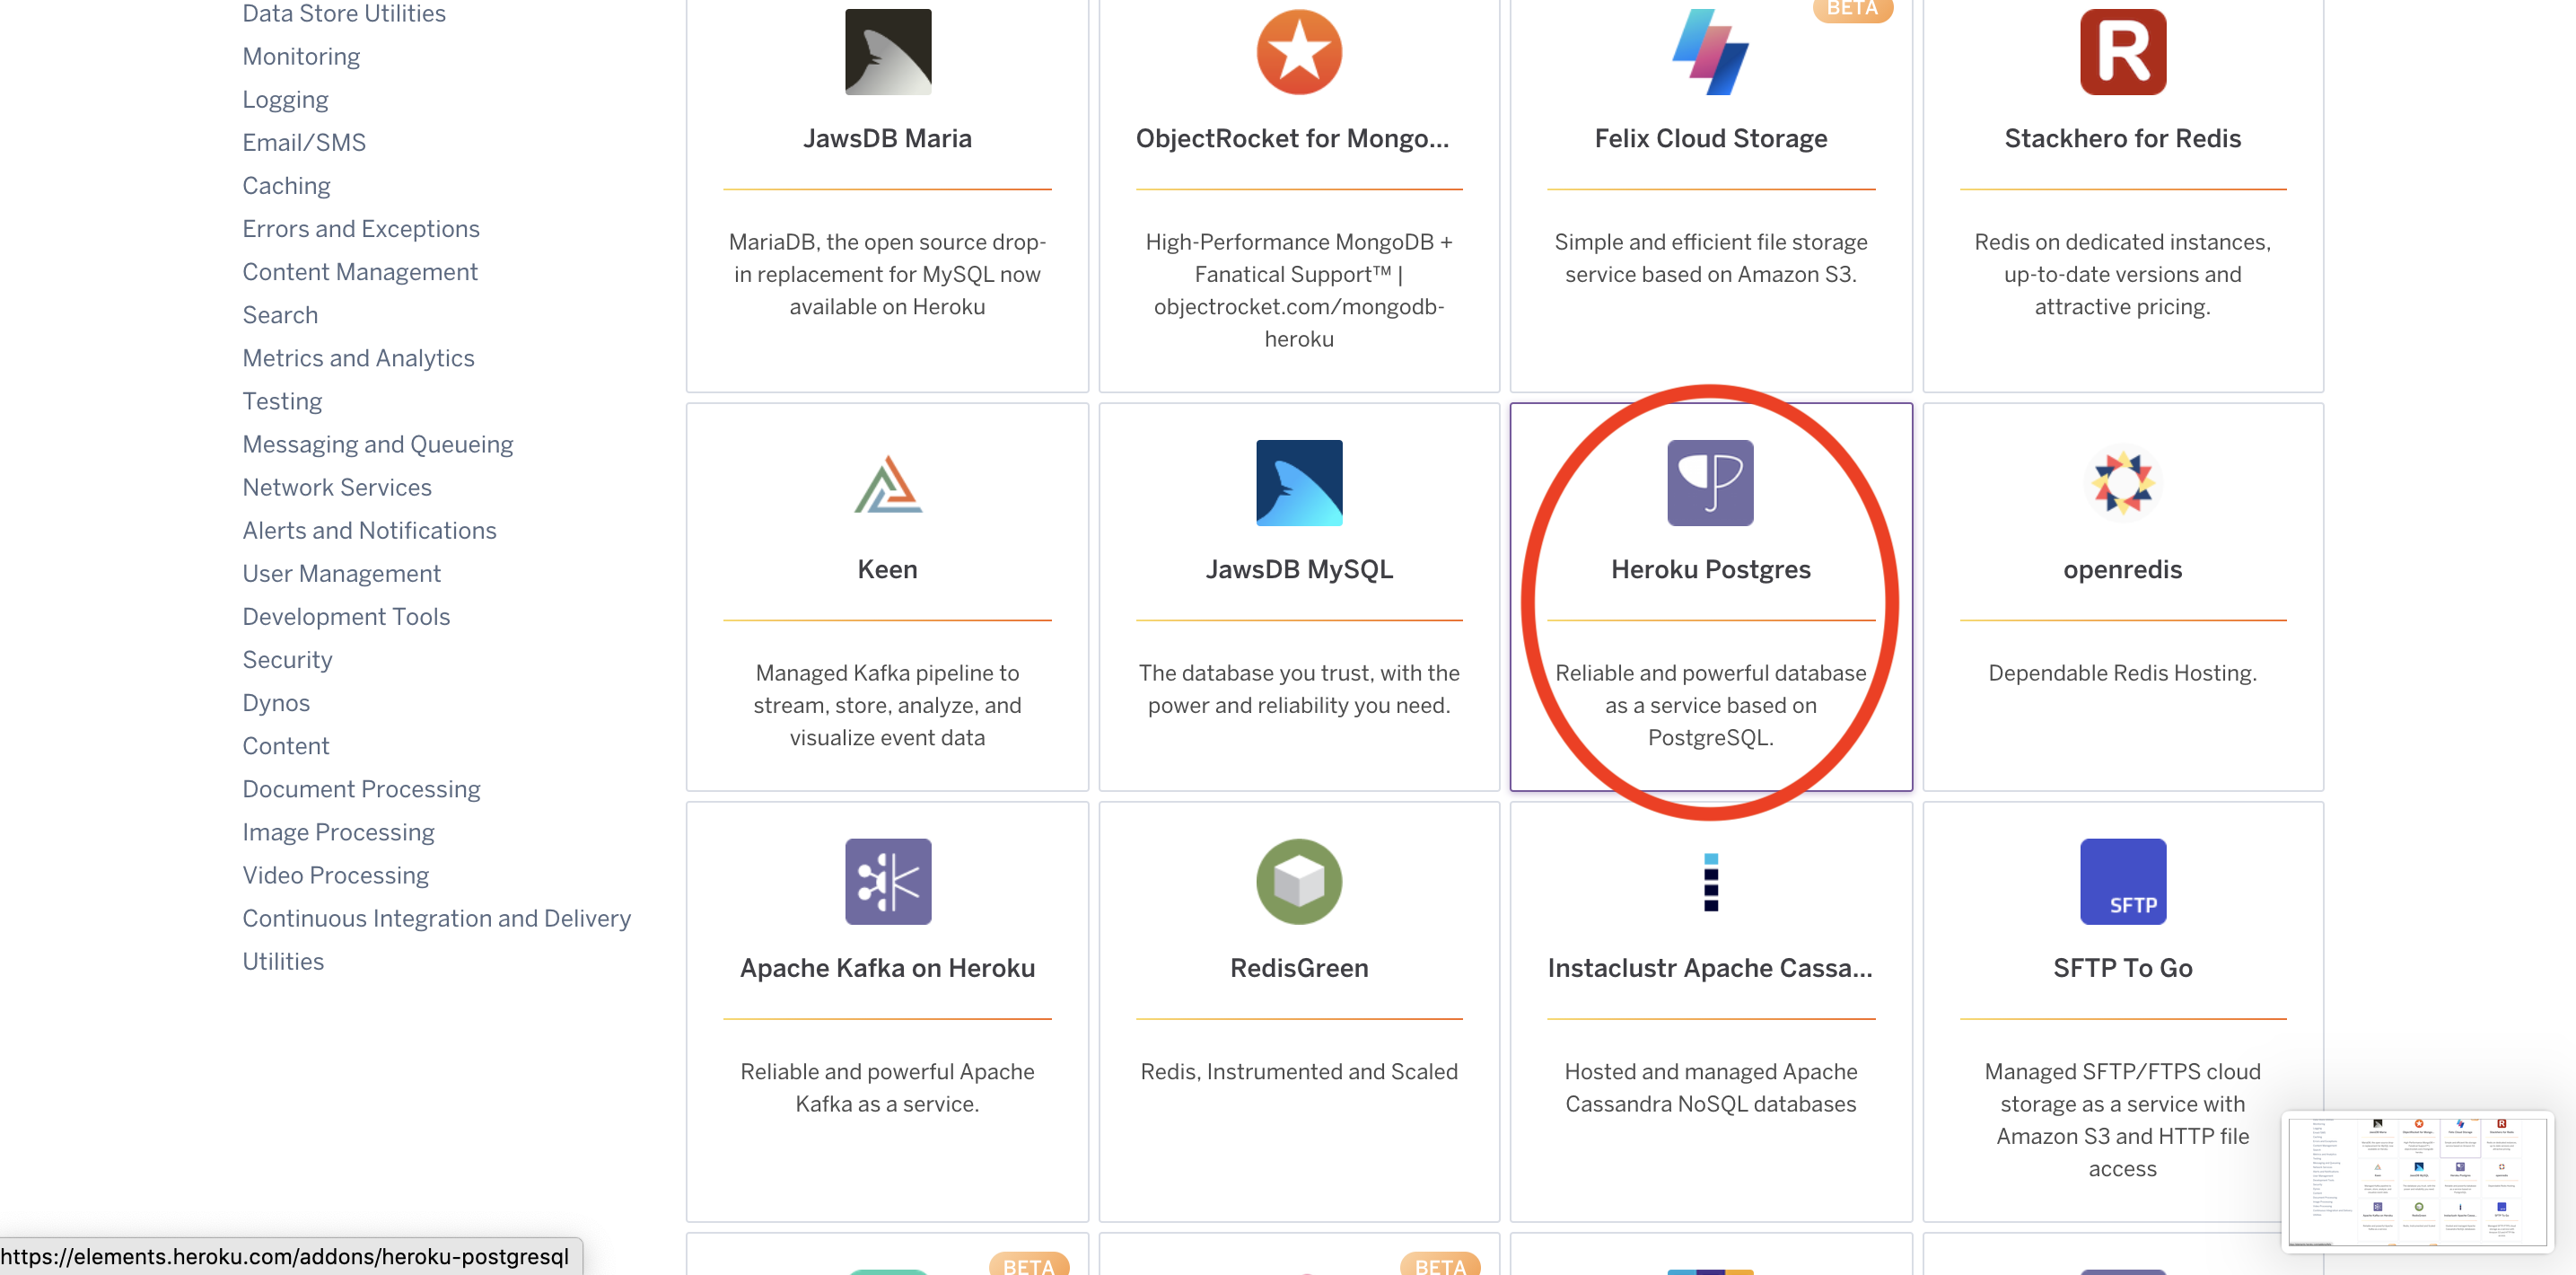 Data Store Utilities
Monitoring
Logging
Email/SMS
Caching
Errors and Exceptions
Content Management
Search
Metrics and Analytics
Testing
Messaging and Queueing
Network Services
Alerts and Notifications
User Management
Development Tools
Security
Dynos
Content
Document Processing
Image Processing
Video Processing
Continuous Integration and Delivery
Utilities
JawsDB Maria
MariaDB, the open source drop-
in replacement for MySQL now
available on Heroku
ObjectRocket for Mongo...
High-Performance MongoDB +
Fanatical Support™ |
objectrocket.com/mongodb-
heroku
BETA
Felix Cloud Storage
Simple and efficient file storage
service based on Amazon S3.
R
Stackhero for Redis
Redis on dedicated instances,
up-to-date versions and
attractive pricing.
Keen
Managed Kafka pipeline to
stream, store, analyze, and
visualize event data
JawsDB MySQL
The database you trust, with the
power and reliability you need.
Heroku Postgres
Reliable and powerful database
as a service based on
PostgreSQL.
openredis
Dependable Redis Hosting.
Apache Kafka on Heroku
Reliable and powerful Apache
Kafka as a service.
RedisGreen
Redis, Instrumented and Scaled
Instaclustr Apache Cassa...
Hosted and managed Apache
Cassandra NoSQL databases
SFTP
SFTP To Go
Managed SFTP/FTPS cloud
storage as a service with
Amazon S3 and HTTP file
access
BETA
BETA
https://elements.heroku.com/addons/heroku-postgresql